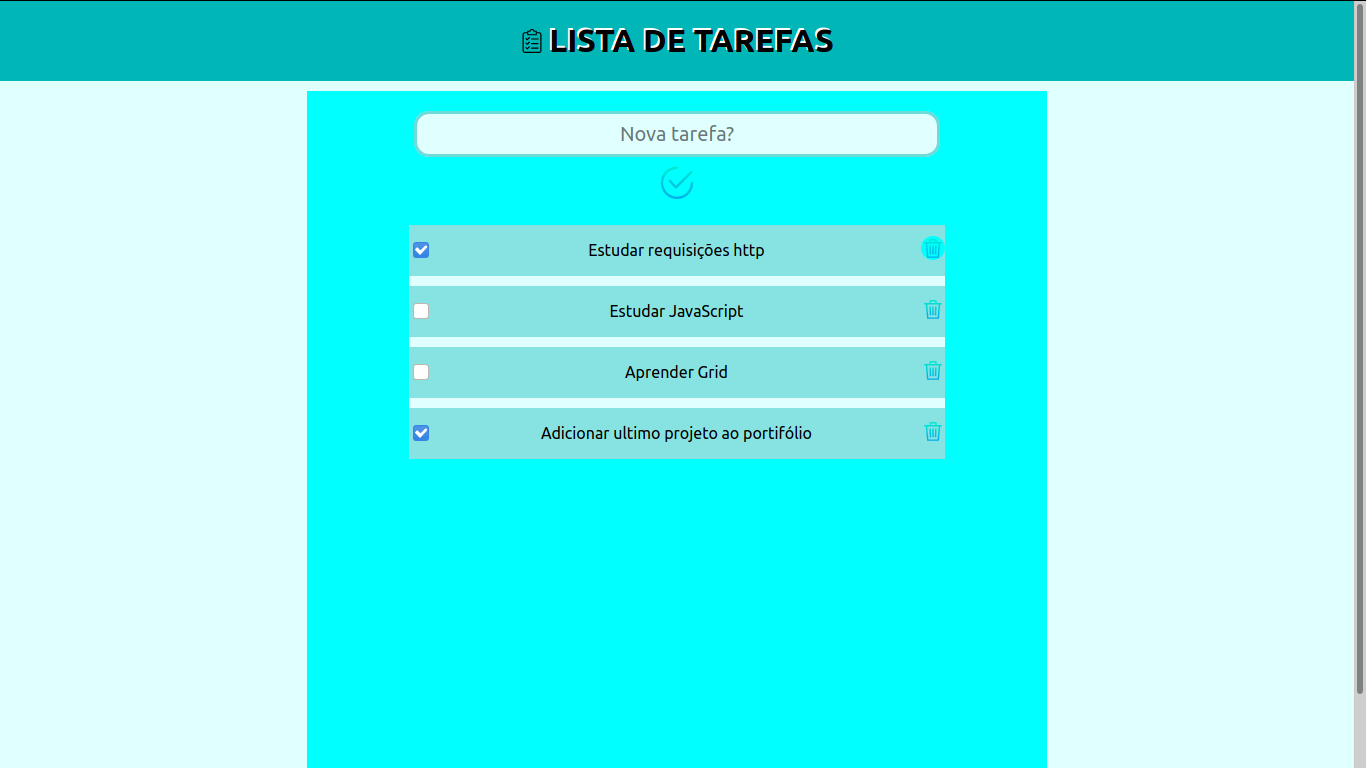 LISTA DE TAREFAS
Nova tarefa?
Estudar requisições http
Estudar JavaScript
Aprender Grid
Adicionar ultimo projeto ao portifólio